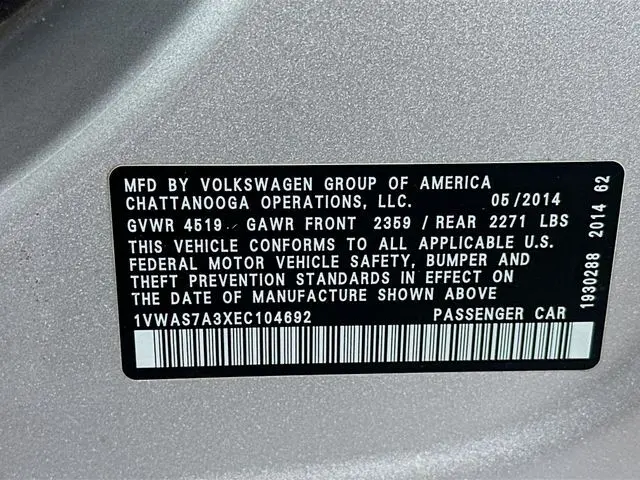 MFD BY VOLKSWAGEN GROUP OF AMERICA
CHATTANOOGA OPERATIONS, LLC. 05/2014
GVWR 4519 GAWR FRONT 2359 / REAR 2271 LBS
THIS VEHICLE CONFORMS TO ALL APPLICABLE U.S.
FEDERAL MOTOR VEHICLE SAFETY, BUMPER AND
THEFT PREVENTION STANDARDS IN EFFECT ON
THE DATE OF MANUFACTURE SHOWN ABOVE
1VWAS7A3XEC104692 PASSENGER CAR
1930288 2014 62